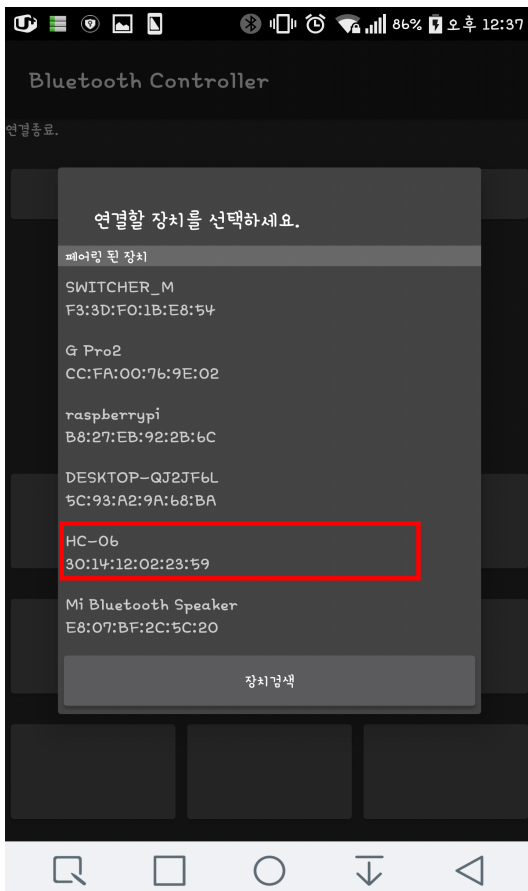 86% 오후 12:37
Bluetooth Controller
연결종료.
연결할 장치를 선택하세요.
페어링 된 장치
SWITCHER_M
F3:3D:F0:1B:E8:54
G Pro2
CC:FA:00:76:9E:02
raspberrypi
B8:27:EB:92:2B:6C
DESKTOP-QJ2JF6L
5C:93:A2:9A:68:BA
HC-06
30:14:12:02:23:59
Mi Bluetooth Speaker
E8:07:BF:2C:5C:20
장치검색